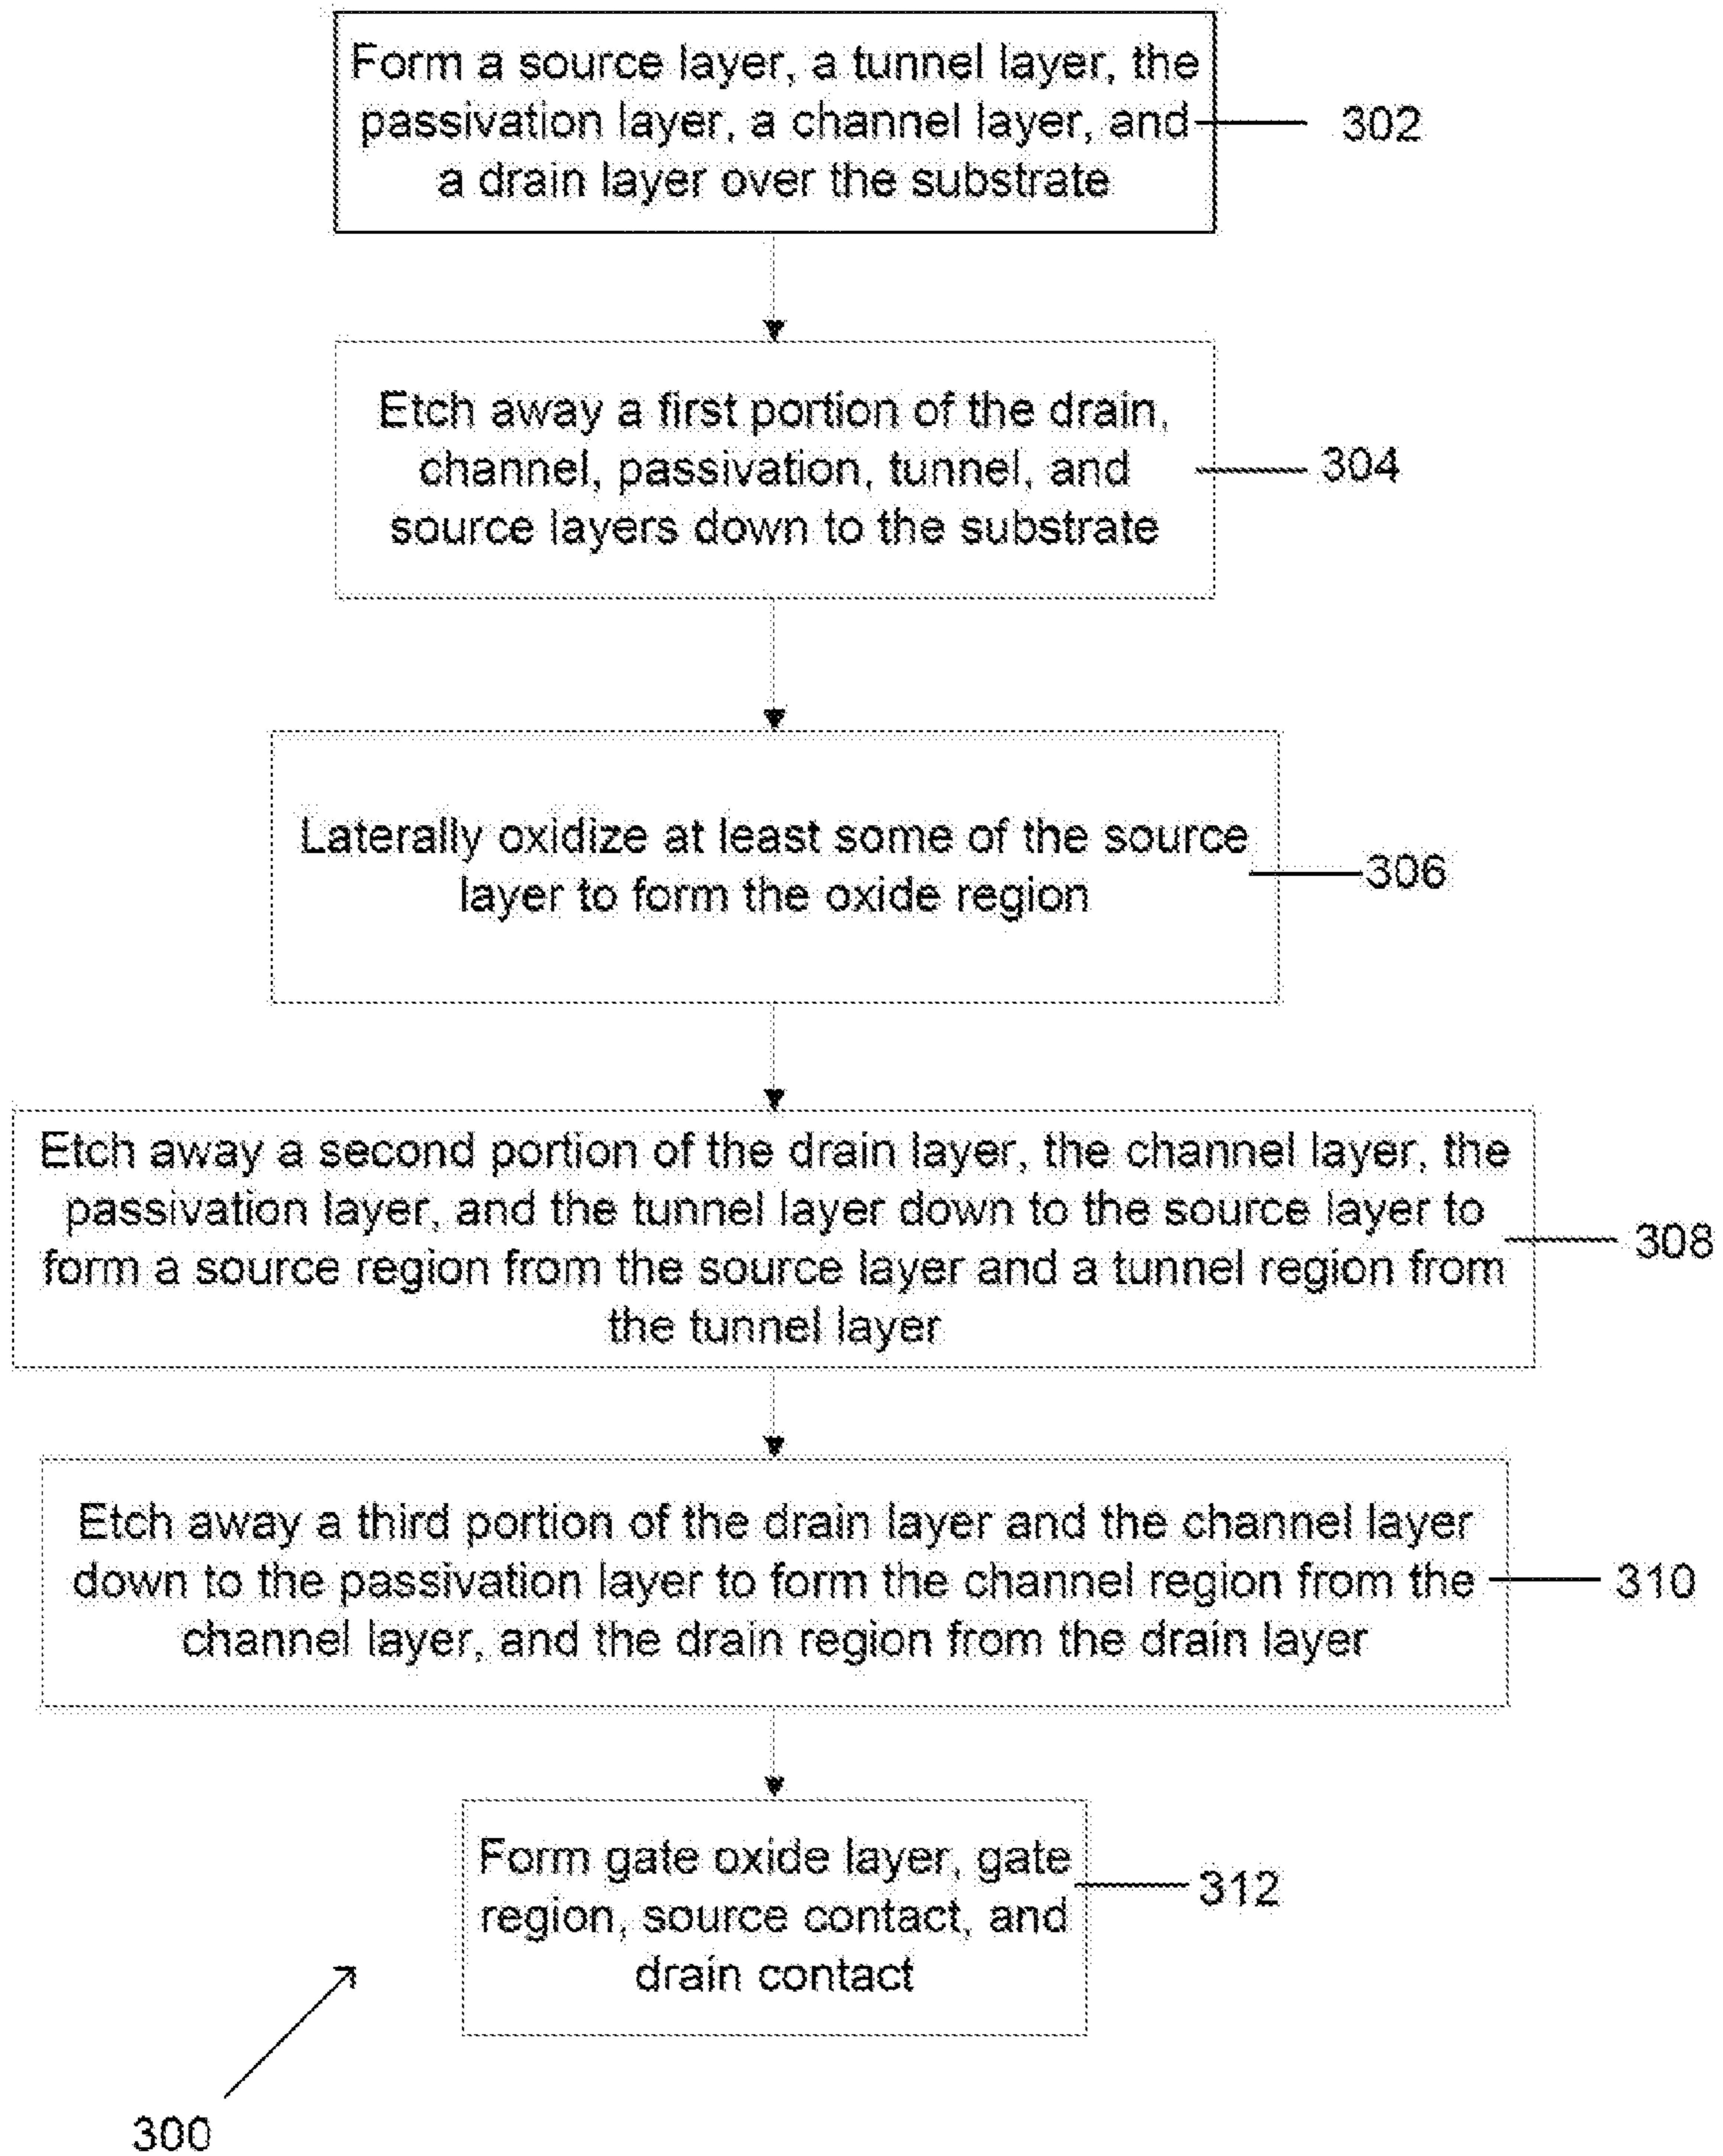 Form a source layer, a tunnel layer, the
passivation layer, a channel layer, and
a drain layer over the substrate
302
Etch away a first portion of the drain,
channel, passivation, tunnel, and
source layers down to the substrate
304
Laterally oxidize at least some of the source
layer to form the oxide region
306
Etch away a second portion of the drain layer, the channel layer, the
passivation layer, and the tunnel layer down to the source layer to
form a source region from the source layer and a tunnel region from
the tunnel layer
308
Etch away a third portion of the drain layer and the channel layer
down to the passivation layer to form the channel region from the
channel layer, and the drain region from the drain layer
310
Form gate oxide layer, gate
region, source contact, and
drain contact
312
300